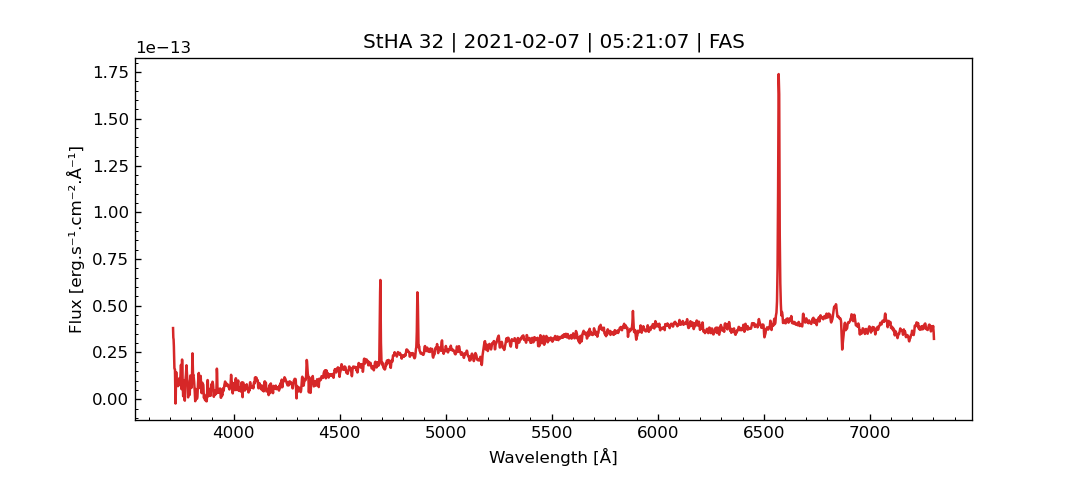 StHA 32 | 2021-02-07 | 05:21:07 | FAS
1e−13
1.75
1.50
1.25
1.00
0.75
0.50
0.25
0.00
Flux [erg.s⁻¹.cm⁻².Å⁻¹]
4000 4500 5000 5500 6000 6500 7000
Wavelength [Å]